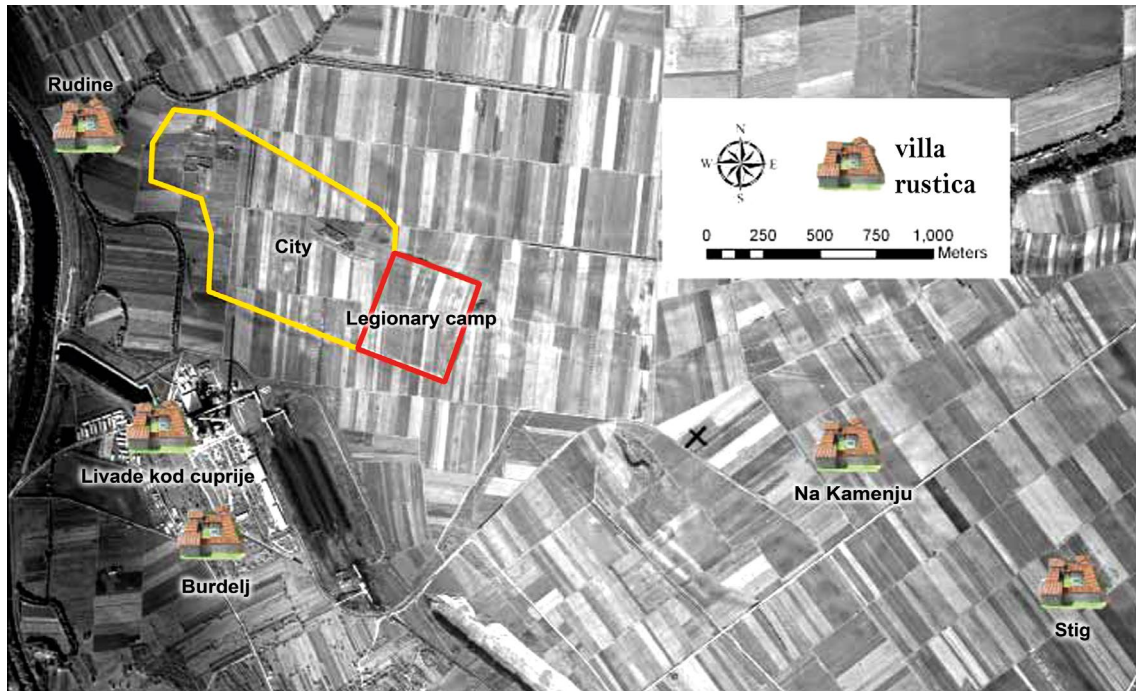 Rudine
N
W E
S
villa
rustica
City
0 250 500 750 1,000
Meters
Legionary camp
Livade kod cuprije
Na Kamenju
Burdelj
Stig